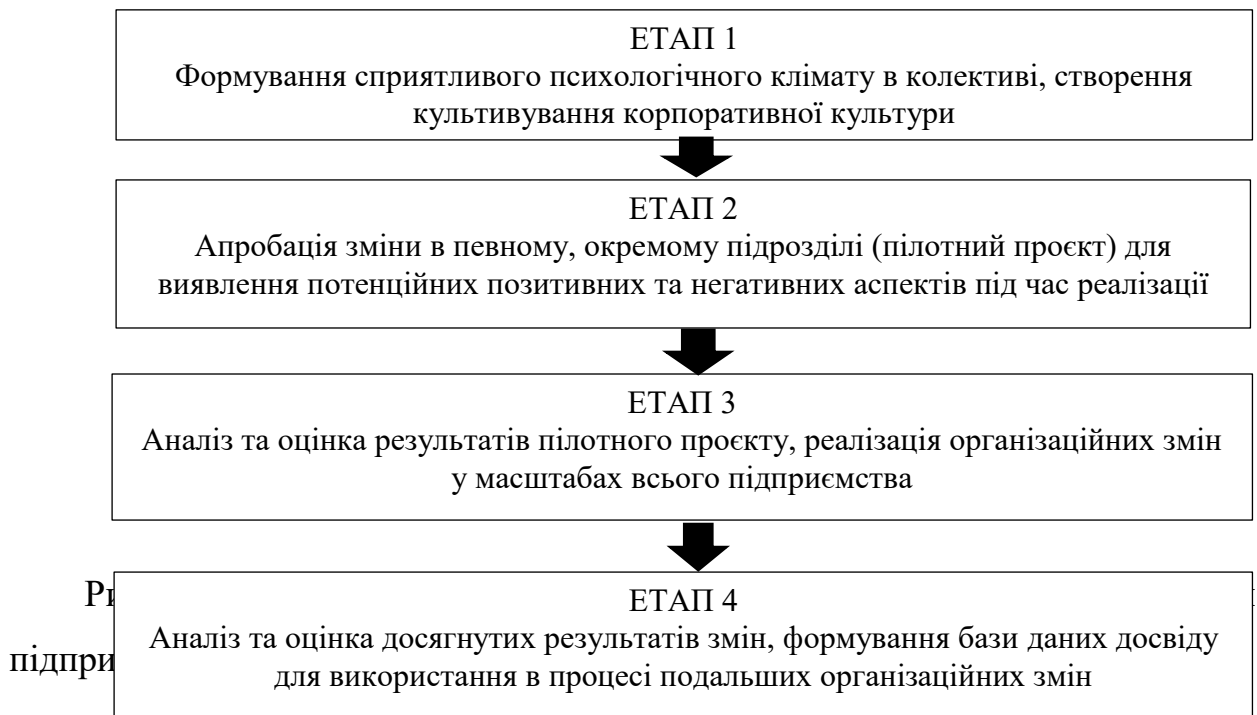 ЕТАП 1
Формування сприятливого психологічного клімату в колективі, створення
культивування корпоративної культури
ЕТАП 2
Апробація зміни в певному, окремому підрозділі (пілотний проєкт) для
виявлення потенційних позитивних та негативних аспектів під час реалізації
ЕТАП 3
Аналіз та оцінка результатів пілотного проєкту, реалізація організаційних змін
у масштабах всього підприємства
ЕТАП 4
Аналіз та оцінка досягнутих результатів змін, формування бази даних досвіду
для використання в процесі подальших організаційних змін